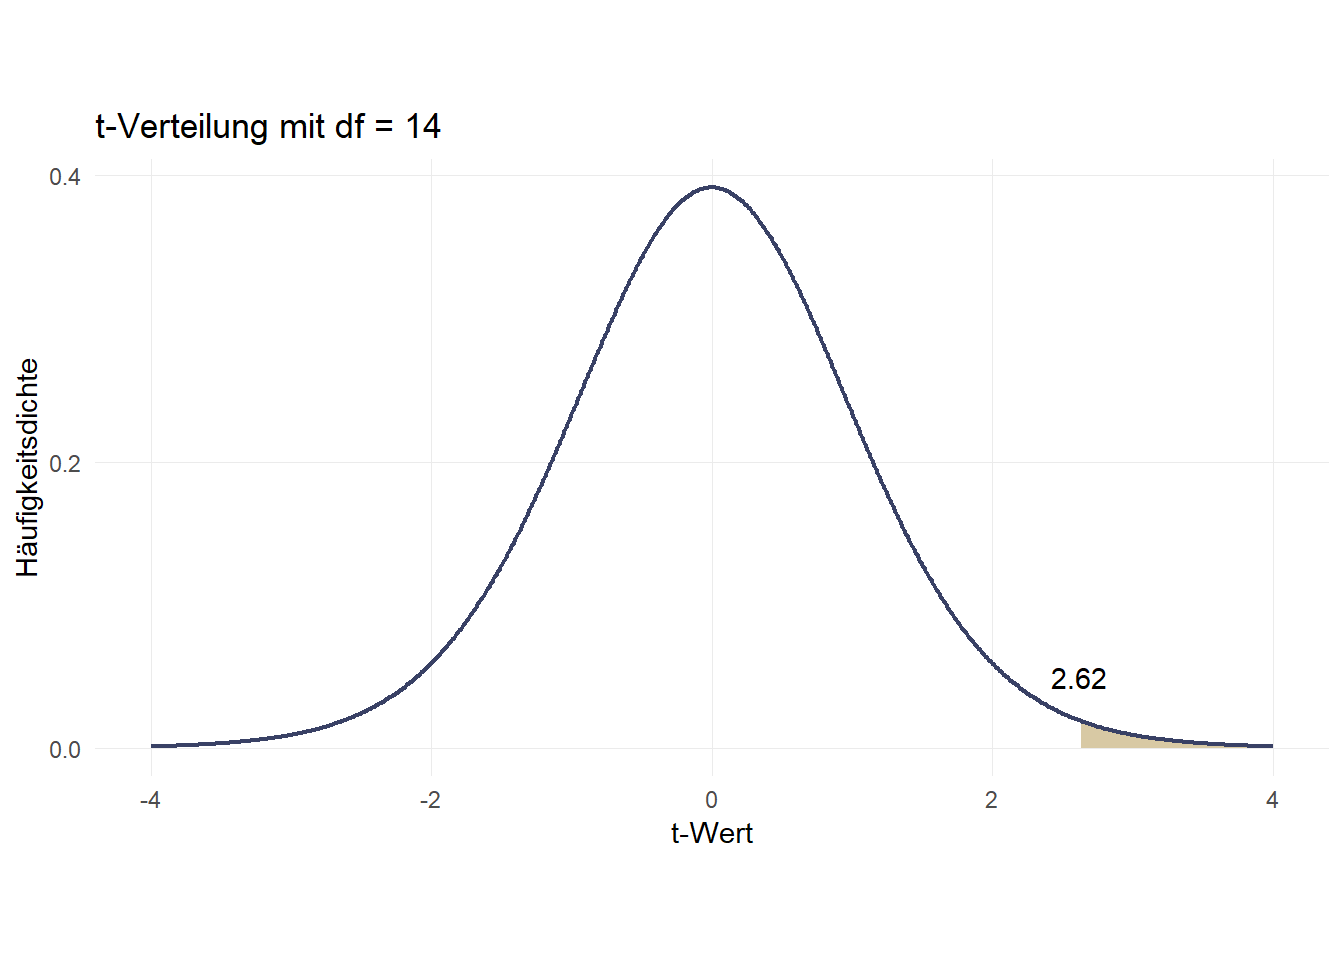 t-Verteilung mit df = 14
0.4
Häufigkeitsdichte
0.2
2.62
0.0
-4 -2 0 2 4
t-Wert